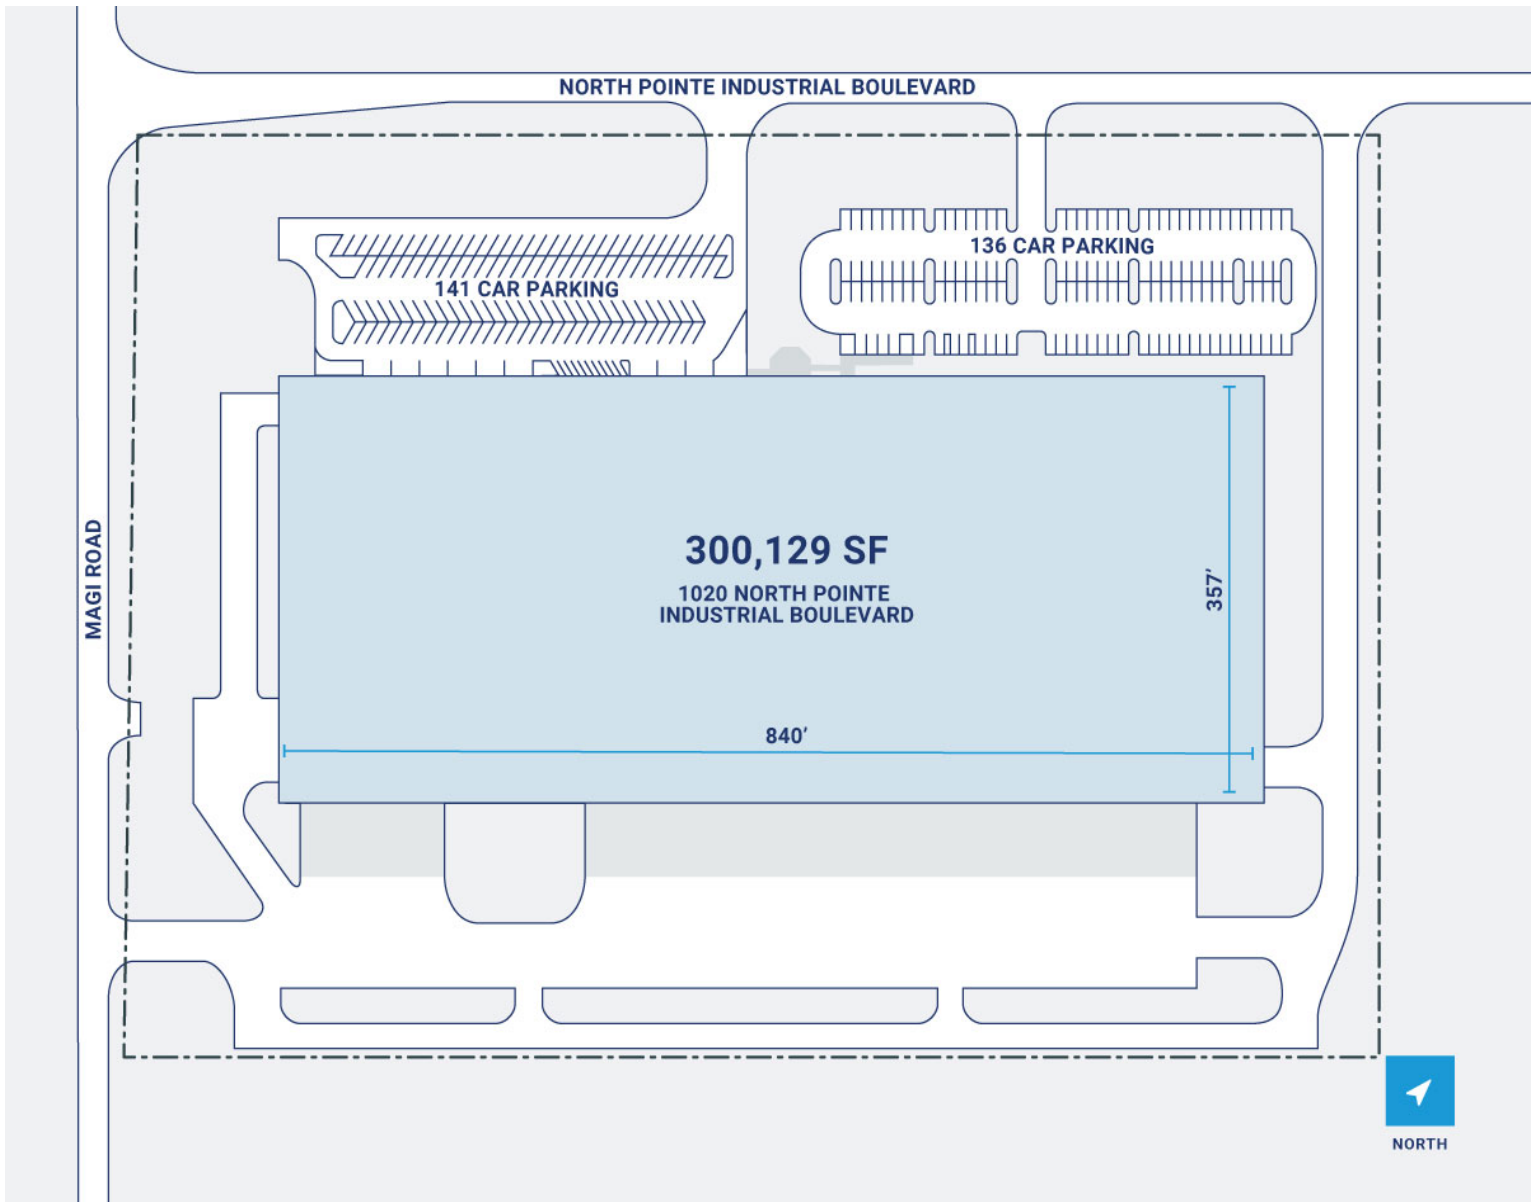 NORTH POINTE INDUSTRIAL BOULEVARD
136 CAR PARKING
141 CAR PARKING
MAGI ROAD
300,129 SF
1020 NORTH POINTE
INDUSTRIAL BOULEVARD
357’
840’
NORTH